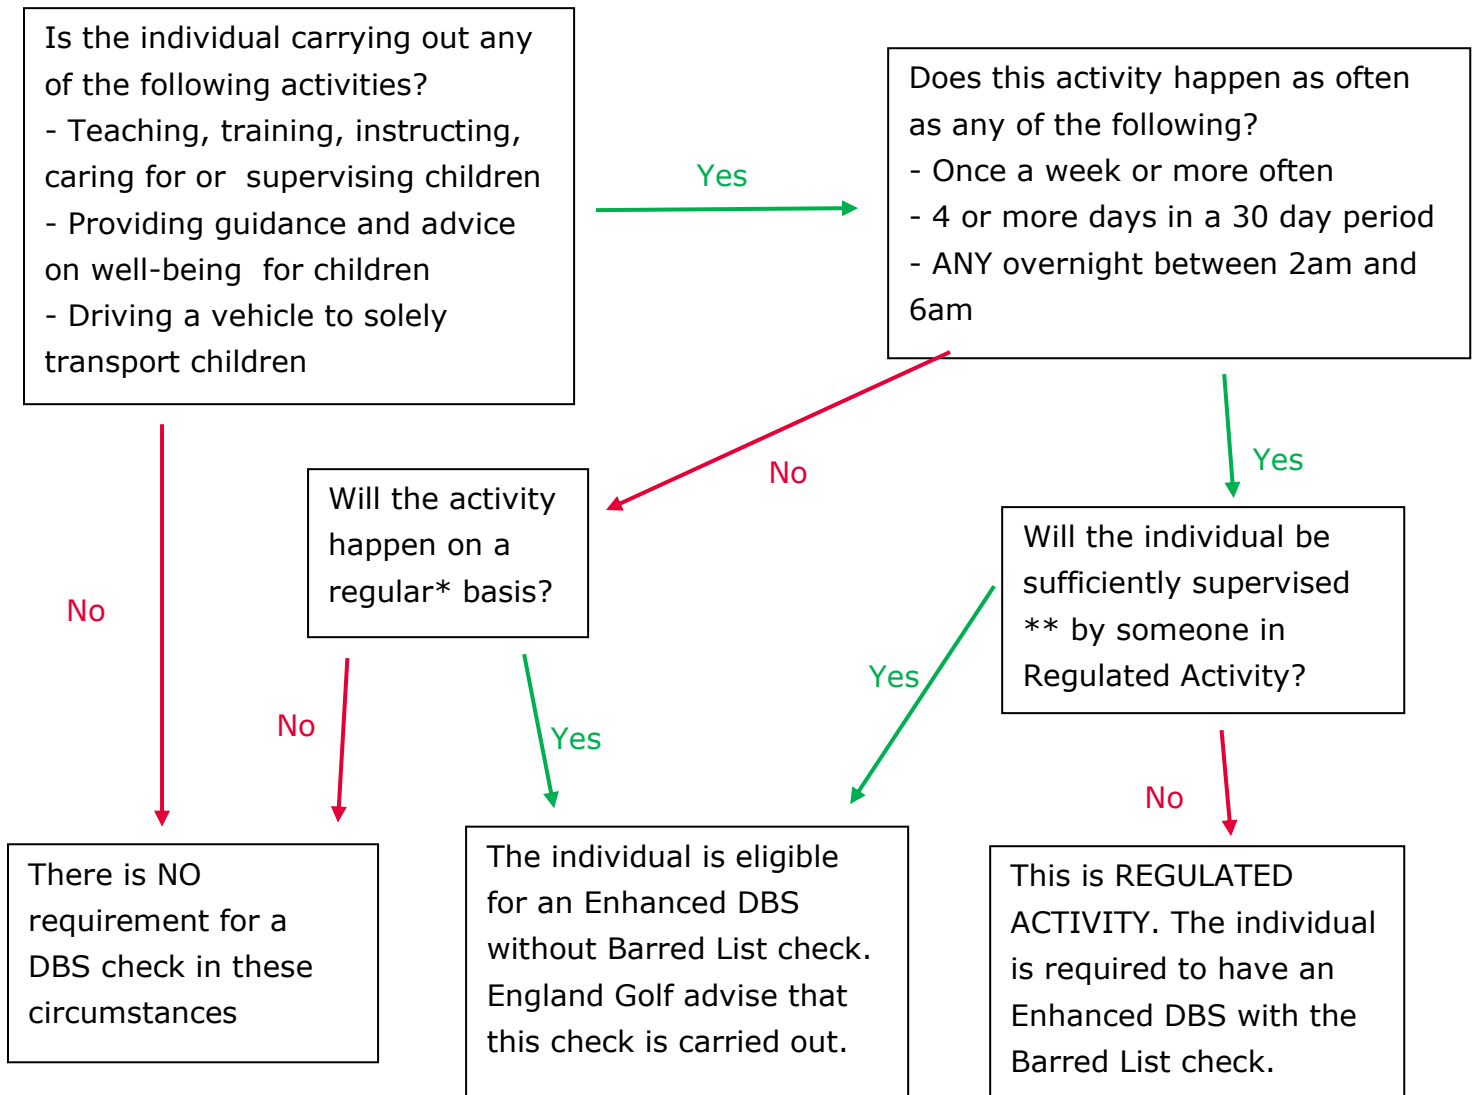 Is the individual carrying out any
of the following activities?
- Teaching, training, instructing,
caring for or supervising children
- Providing guidance and advice
on well-being for children
- Driving a vehicle to solely
transport children
Yes
Does this activity happen as often
as any of the following?
- Once a week or more often
- 4 or more days in a 30 day period
- ANY overnight between 2am and
6am
No
No
Yes
Will the activity
happen on a
regular* basis?
Will the individual be
sufficiently supervised
** by someone in
Regulated Activity?
No
Yes
Yes
No
There is NO
requirement for a
DBS check in these
circumstances
The individual is eligible
for an Enhanced DBS
without Barred List check.
England Golf advise that
this check is carried out.
This is REGULATED
ACTIVITY. The individual
is required to have an
Enhanced DBS with the
Barred List check.